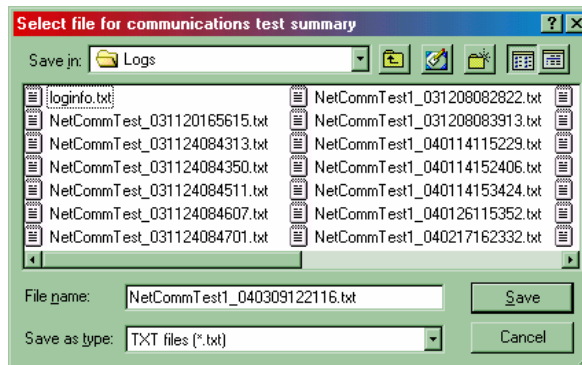 Select file for communications test summary
Save in: Logs
loginfo.txt
NetCommTest_031120165615.txt
NetCommTest_031124084313.txt
NetCommTest_031124084350.txt
NetCommTest_031124084511.txt
NetCommTest_031124084607.txt
NetCommTest_031124084701.txt
NetCommTest1_031208082822.txt
NetCommTest1_031208083913.txt
NetCommTest1_040114115229.txt
NetCommTest1_040114152406.txt
NetCommTest1_040114153424.txt
NetCommTest1_040126115352.txt
NetCommTest1_040217162332.txt
File name: NetCommTest1_040309122116.txt Save
Save as type: TXT files (*.txt) Cancel